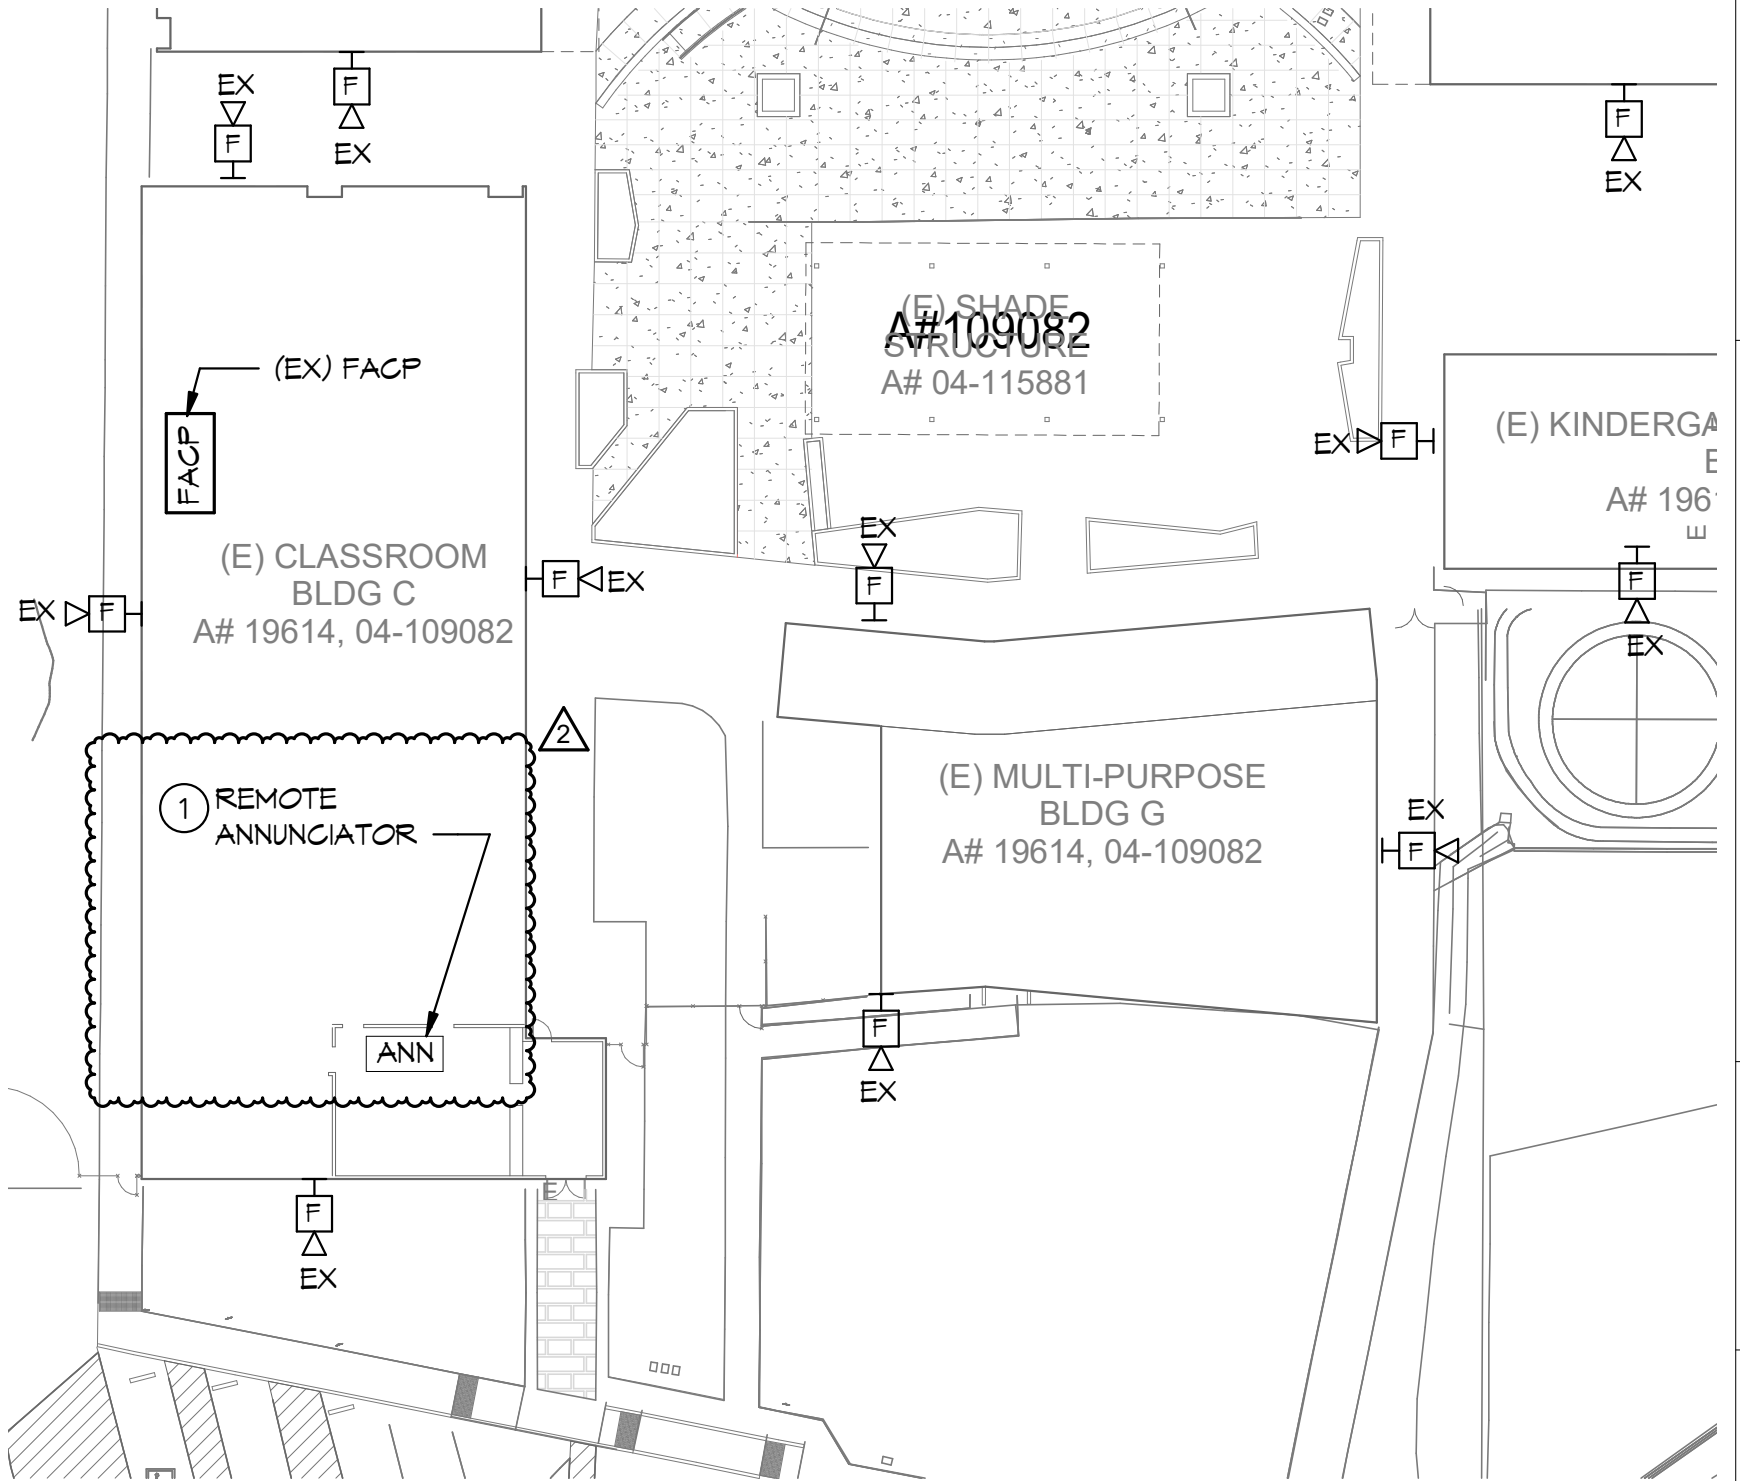 EX
F
F
EX
F
EX
(E) SHADE
A#109082
STRUCTURE
A# 04-115881
(EX) FACP
FACP
(E) CLASSROOM
BLDG C
A# 19614, 04-109082
EX F
F EX
EX
F
EX F
(E) KINDERGA
A# 1961
E
F
EX
2
1 REMOTE
ANNUNCIATOR
ANN
(E) MULTI-PURPOSE
BLDG G
A# 19614, 04-109082
EX
F
F
EX
E
F
EX